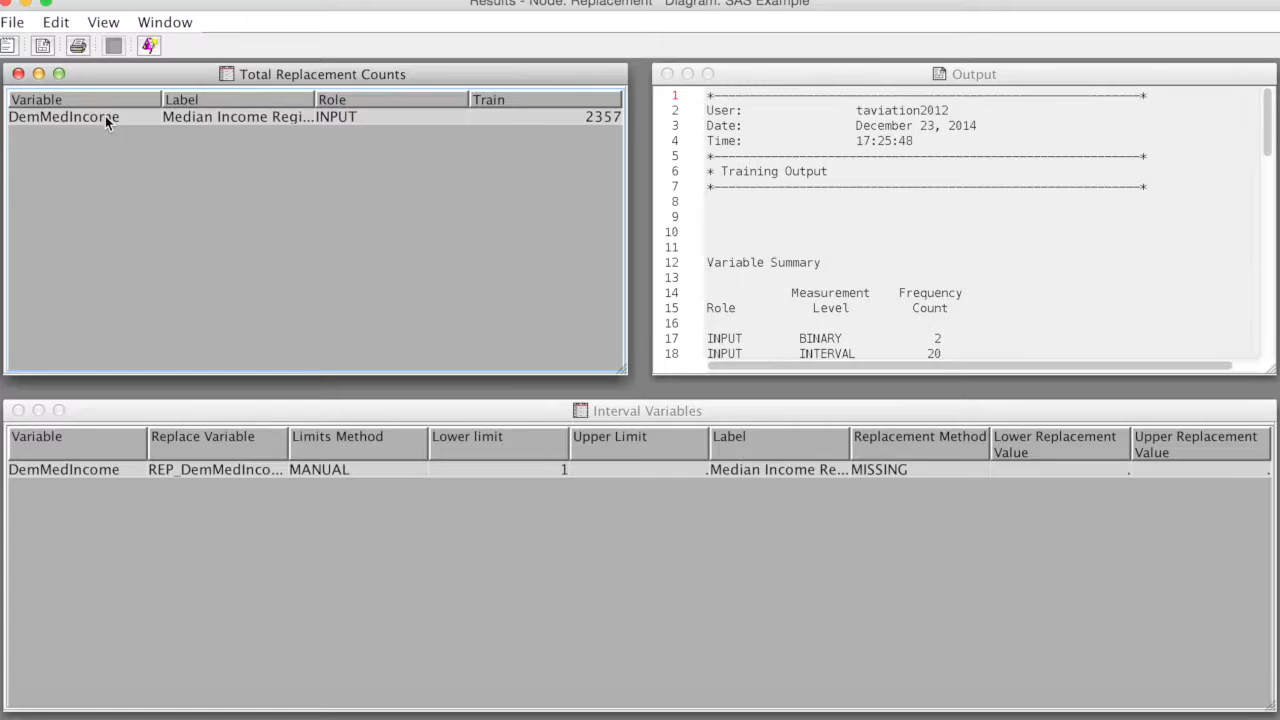 Results - Node: Replacement Diagram: SAS Example
File Edit View Window
Total Replacement Counts
Variable Label Role Train
DemMedIncome Median Income Regi... INPUT 2357
Output
1 *------------------------------------------------------------*
2 User: taviation2012
3 Date: December 23, 2014
4 Time: 17:25:48
5 *------------------------------------------------------------*
6 * Training Output
7 *------------------------------------------------------------*
8
9
10
11
12 Variable Summary
13
14 Measurement Frequency
15 Role Level Count
16
17 INPUT BINARY 2
18 INPUT INTERVAL 20
Interval Variables
Variable Replace Variable Limits Method Lower limit Upper Limit Label Replacement Method Lower Replacement Value Upper Replacement Value
DemMedIncome REP_DemMedInco... MANUAL 1 . Median Income Re... MISSING . .